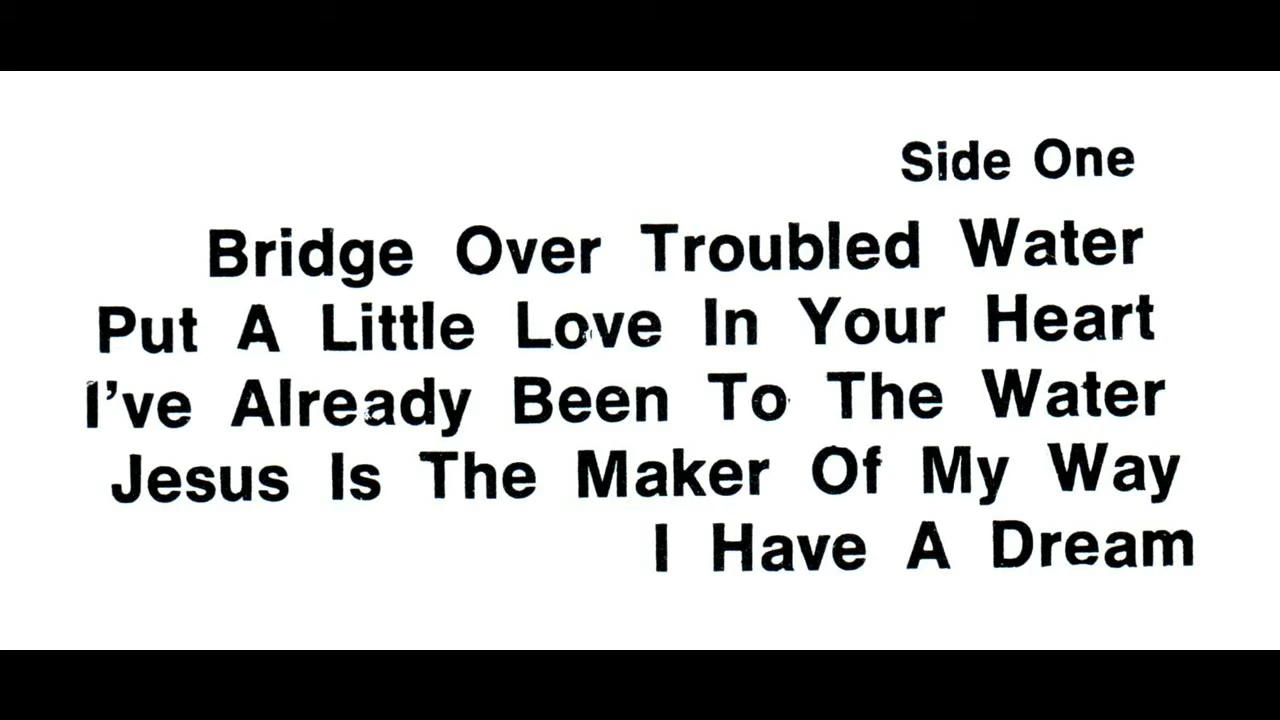 Side One
Bridge Over Troubled Water
Put A Little Love In Your Heart
I've Already Been To The Water
Jesus Is The Maker Of My Way
I Have A Dream